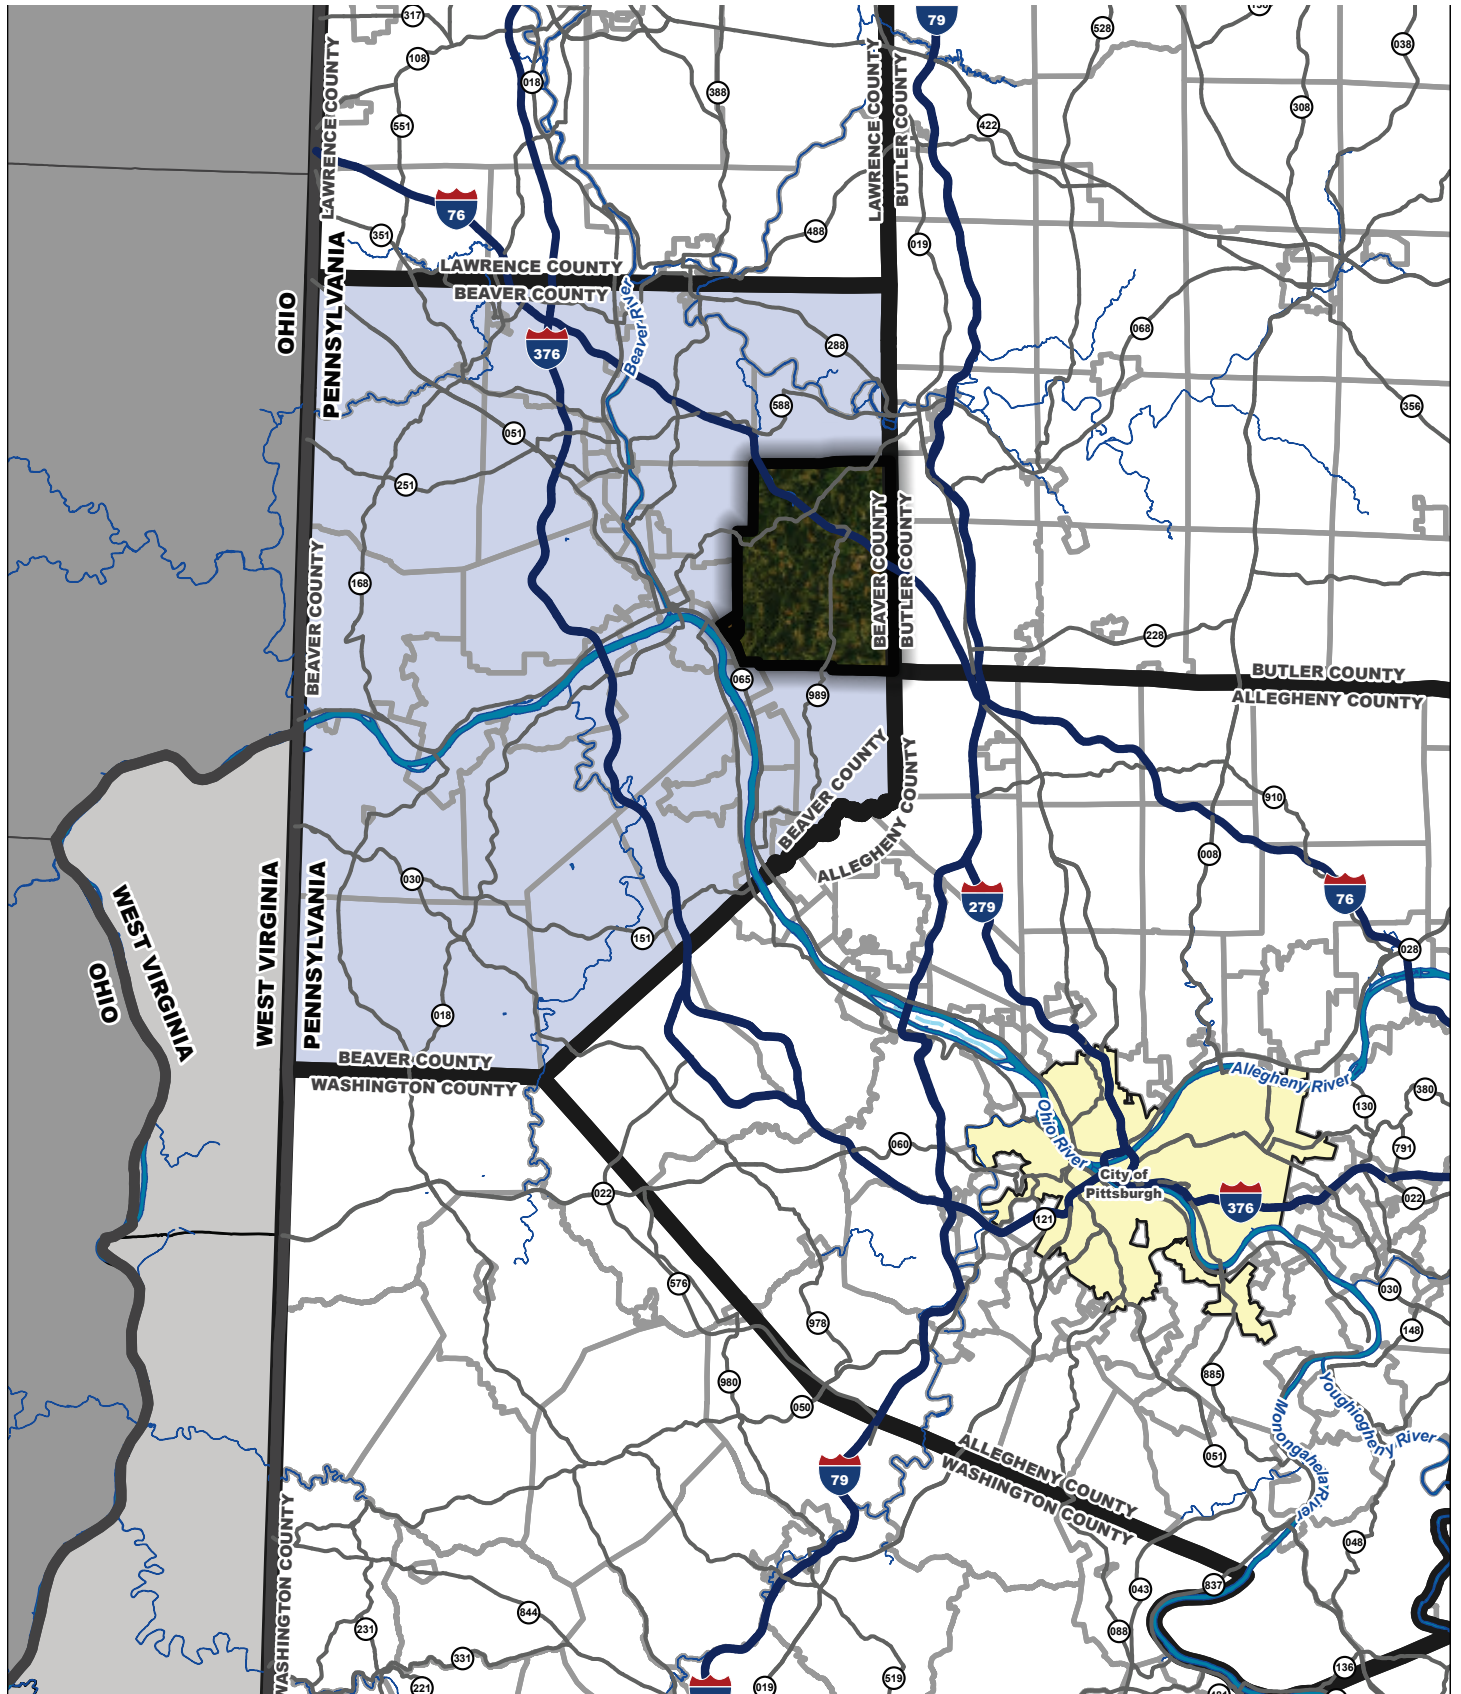 317
79
528
038
108
018
388
308
551
422
LAWRENCE COUNTY
LAWRENCE COUNTY
BUTLER COUNTY
76
351
488
019
LAWRENCE COUNTY
BEAVER COUNTY
OHIO
PENNSYLVANIA
Beaver River
376
288
068
588
356
051
251
BEAVER COUNTY
BUTLER COUNTY
168
BEAVER COUNTY
228
065
989
BUTLER COUNTY
ALLEGHENY COUNTY
BEAVER COUNTY
ALLEGHENY COUNTY
910
008
030
76
279
WEST VIRGINIA
PENNSYLVANIA
WEST VIRGINIA
OHIO
151
028
018
BEAVER COUNTY
WASHINGTON COUNTY
Allegheny River
380
130
Ohio River
060
791
City of
Pittsburgh
022
376
022
121
576
030
978
148
885
980
050
Youghiogheny River
Monongahela River
051
ALLEGHENY COUNTY
WASHINGTON COUNTY
79
048
WASHINGTON COUNTY
043
837
844
231
088
331
136
221
019
519